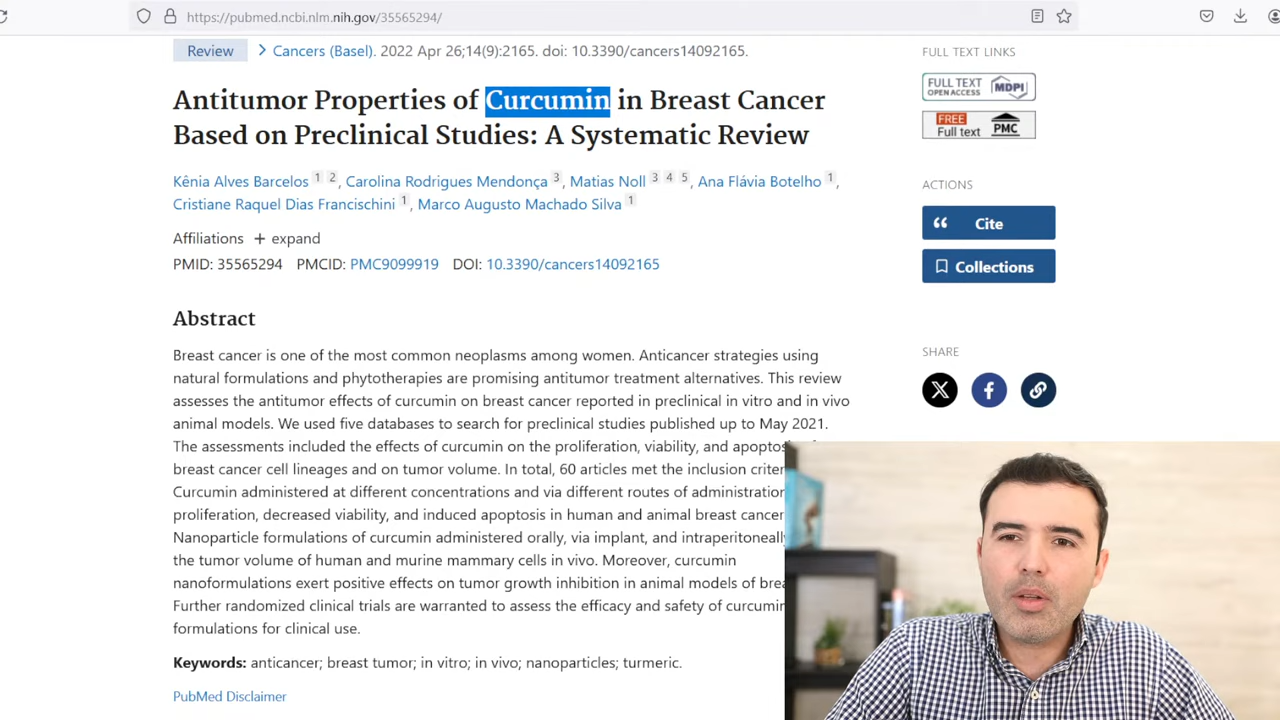 https://pubmed.ncbi.nlm.nih.gov/35565294/
Review
Cancers (Basel). 2022 Apr 26;14(9):2165. doi: 10.3390/cancers14092165.
Antitumor Properties of Curcumin in Breast Cancer
Based on Preclinical Studies: A Systematic Review
Kênia Alves Barcelos 1 2, Carolina Rodrigues Mendonça 3, Matias Noll 3 4 5, Ana Flávia Botelho 1,
Cristiane Raquel Dias Francischini 1, Marco Augusto Machado Silva 1
Affiliations + expand
PMID: 35565294 PMCID: PMC9099919 DOI: 10.3390/cancers14092165
Abstract
Breast cancer is one of the most common neoplasms among women. Anticancer strategies using
natural formulations and phytotherapies are promising antitumor treatment alternatives. This review
assesses the antitumor effects of curcumin on breast cancer reported in preclinical in vitro and in vivo
animal models. We used five databases to search for preclinical studies published up to May 2021.
The assessments included the effects of curcumin on the proliferation, viability, and
breast cancer cell lineages and on tumor volume. In total, 60 articles met the inclusion
Curcumin administered at different concentrations and via different routes of administration
proliferation, decreased viability, and induced apoptosis in human and animal breast cancer
Nanoparticle formulations of curcumin administered orally, via implant, and intraperitoneally
the tumor volume of human and murine mammary cells in vivo. Moreover, curcumin
nanoformulations exert positive effects on tumor growth inhibition in animal models of
Further randomized clinical trials are warranted to assess the efficacy and safety of curcumin
formulations for clinical use.
Keywords: anticancer; breast tumor; in vitro; in vivo; nanoparticles; turmeric.
PubMed Disclaimer
FULL TEXT LINKS
FULL TEXT
OPEN ACCESS
MDPI
FREE
Full text
PMC
ACTIONS
Cite
Collections
SHARE